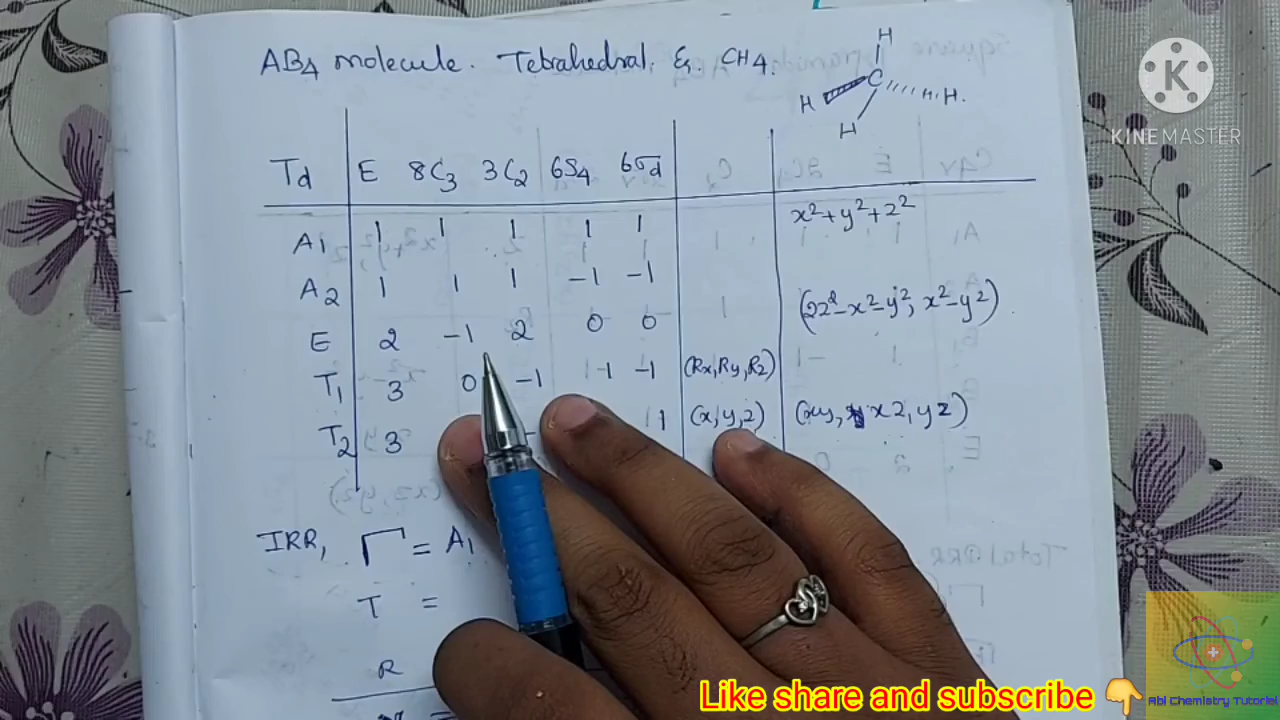 AB4 molecule. Tetrahedral. Eg. CH4.
H
C
H
H.
H
Td E 8C3 3C2 6S4 6σd
A1 1 1 1 1 1 x²+y²+z²
A2 1 1 1 -1 -1
E 2 -1 2 0 0 (2z²-x²-y², x²-y²)
T1 3 0 -1 1 -1 (Rx, Ry, Rz)
T2 3 1 (x, y, z) (xy, xz, yz)
IRR, Γ = A1
T =
R
KINEMASTER
Like share and subscribe 👇
Abi Chemistry Tutorial